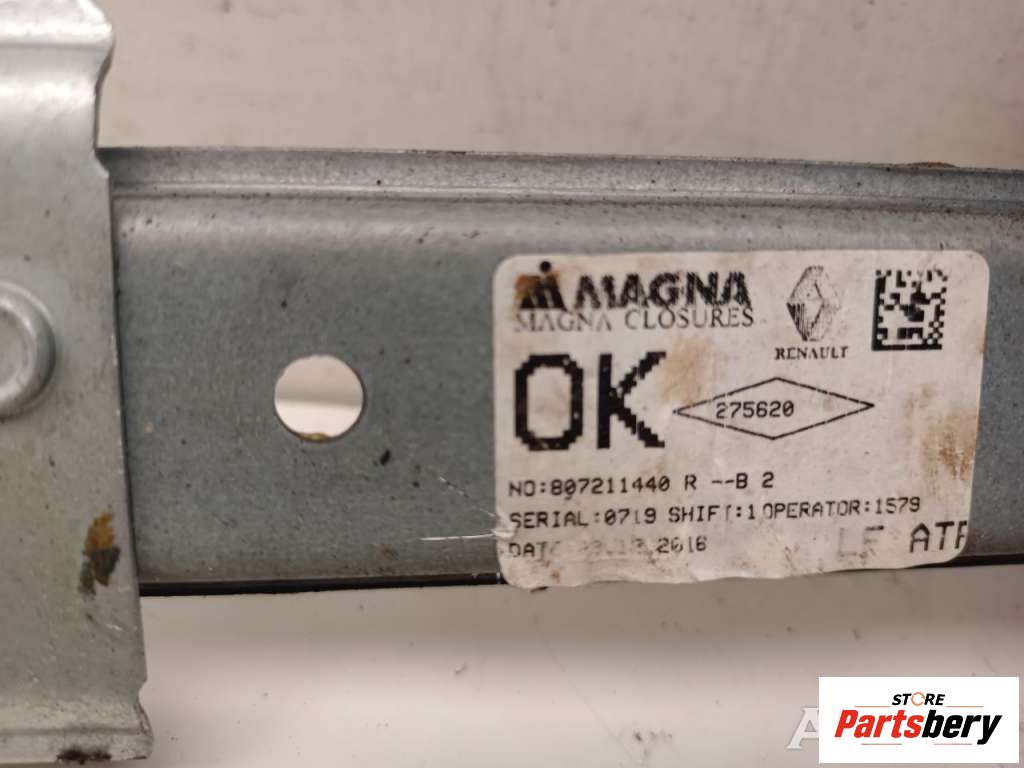 MAGNA
MAGNA CLOSURES
RENAULT
OK
275620
NO:807211440 R --B 2
SERIAL:0719 SHIFT:1 OPERATOR:1579
2016
LF ATF
STORE
Partsbery